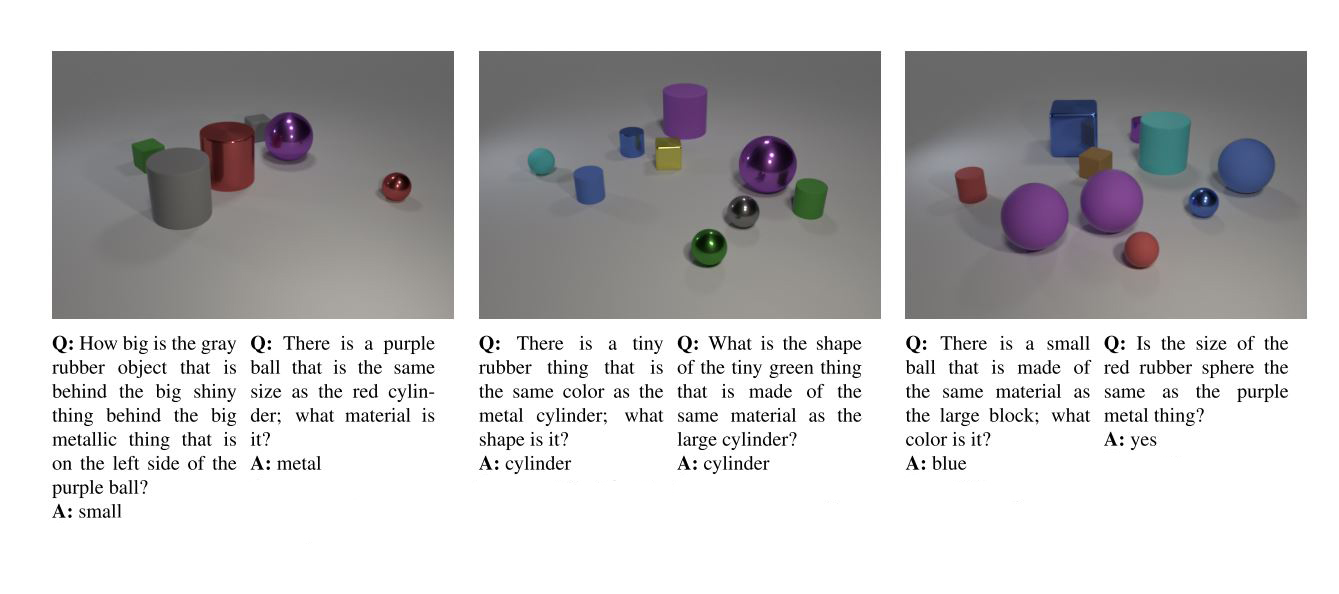 Q: How big is the gray
rubber object that is
behind the big shiny
thing behind the big
metallic thing that is
on the left side of the
purple ball?
A: small
Q: There is a purple
ball that is the same
size as the red cylin-
der; what material is
it?
A: metal
Q: There is a tiny
rubber thing that is
the same color as the
metal cylinder; what
shape is it?
A: cylinder
Q: What is the shape
of the tiny green thing
that is made of the
same material as the
large cylinder?
A: cylinder
Q: There is a small
ball that is made of
the same material as
the large block; what
color is it?
A: blue
Q: Is the size of the
red rubber sphere the
same as the purple
metal thing?
A: yes